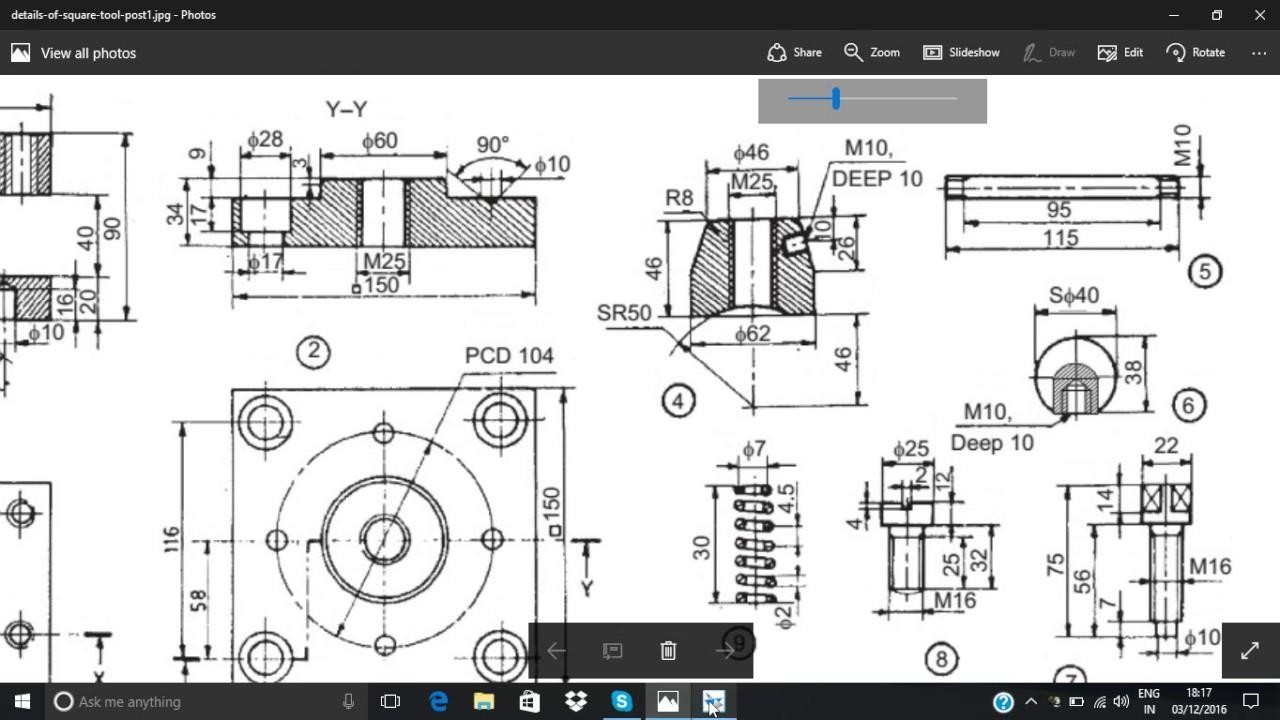 details-of-square-tool-post1.jpg - Photos
View all photos
Share
Zoom
Slideshow
Draw
Edit
Rotate
Y–Y
ϕ28
ϕ60
90°
ϕ10
9
3
34
17
ϕ17
M25
□150
40
90
16
20
ϕ10
2
PCD 104
116
58
□150
Y
X
ϕ46
M25
M10,
DEEP 10
R8
10
26
46
SR50
ϕ62
46
4
M10
95
115
5
Sϕ40
38
M10,
Deep 10
6
ϕ7
4.5
30
ϕ2
9
ϕ25
2
12
4
25
32
M16
8
22
14
75
56
7
M16
ϕ10
7
Ask me anything
ENG
IN
18:17
03/12/2016